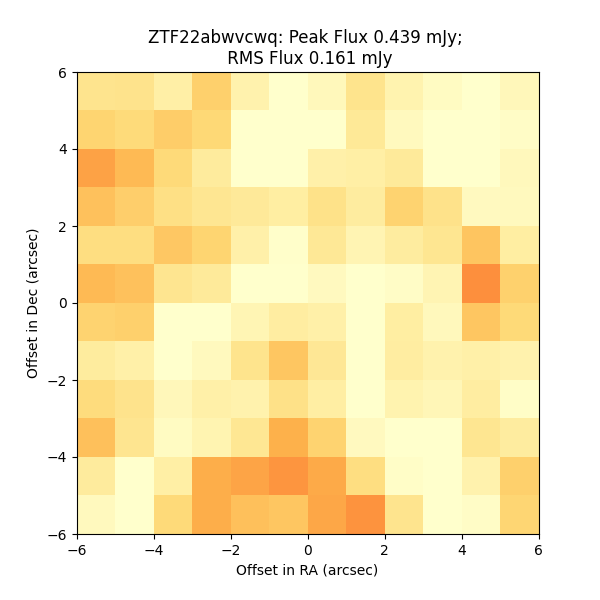 ZTF22abwvcwq: Peak Flux 0.439 mJy;
RMS Flux 0.161 mJy
6
4
2
0
−2
−4
−6
Offset in Dec (arcsec)
−6 −4 −2 0 2 4 6
Offset in RA (arcsec)